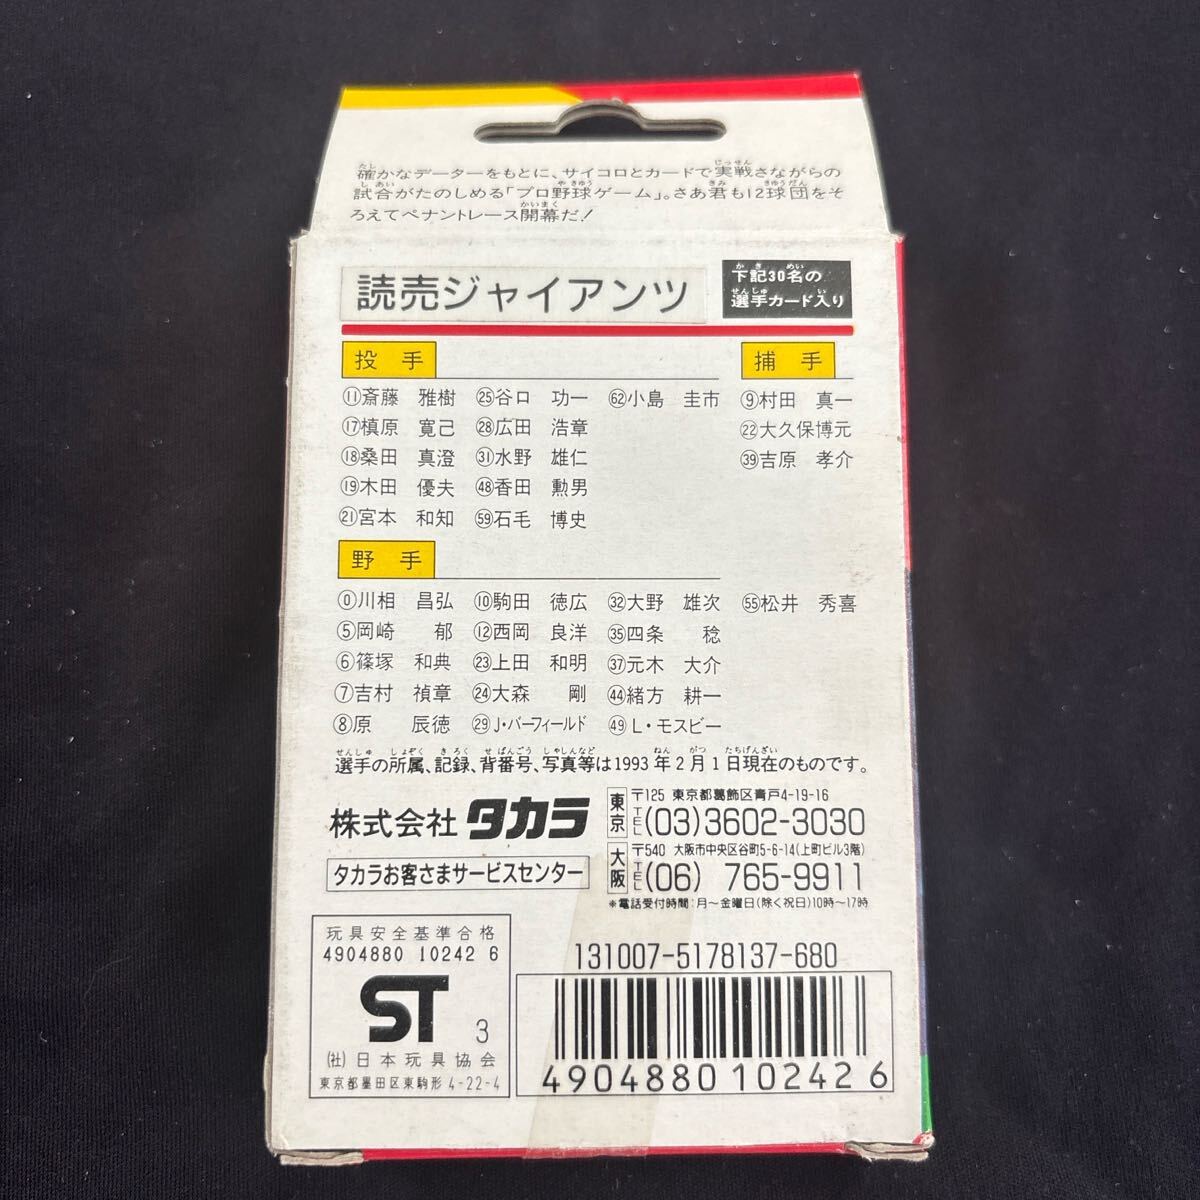 確かなデーターをもとに、サイコロとカードで実戦さながらの
試合がたのしめる「プロ野球ゲーム」。さあ君も12球団をそ
ろえてペナントレース開幕だ!
読売ジャイアンツ
下記30名の
選手カード入り
投手
⑪斎藤 雅樹 ㉕谷口 功一 62小島 圭市
⑰槙原 寛己 ㉘広田 浩章
⑱桑田 真澄 ㉛水野 雄仁
⑲木田 優夫 ㊽香田 勲男
㉑宮本 和知 59石毛 博史
捕手
⑨村田 真一
㉒大久保博元
㊴吉原 孝介
野手
⓪川相 昌弘 ⑩駒田 徳広 ㉜大野 雄次 55松井 秀喜
⑤岡崎 郁 ⑫西岡 良洋 ㉟四条 稔
⑥篠塚 和典 ㉓上田 和明 ㊲元木 大介
⑦吉村 禎章 ㉔大森 剛 ㊹緒方 耕一
⑧原 辰徳 ㉙J・バーフィールド ㊾L・モスビー
選手の所属、記録、背番号、写真等は1993年2月1日現在のものです。
株式会社タカラ
タカラお客さまサービスセンター
東京 〒125 東京都葛飾区青戸4-19-16
TEL(03)3602-3030
大阪 〒540 大阪市中央区谷町5-6-14(上町ビル3階)
TEL(06) 765-9911
※電話受付時間:月〜金曜日(除く祝日)10時〜17時
玩具安全基準合格
4904880 10242 6
ST 3
(社)日本玩具協会
東京都墨田区東駒形 4-22-4
131007-5178137-680
4904880102426